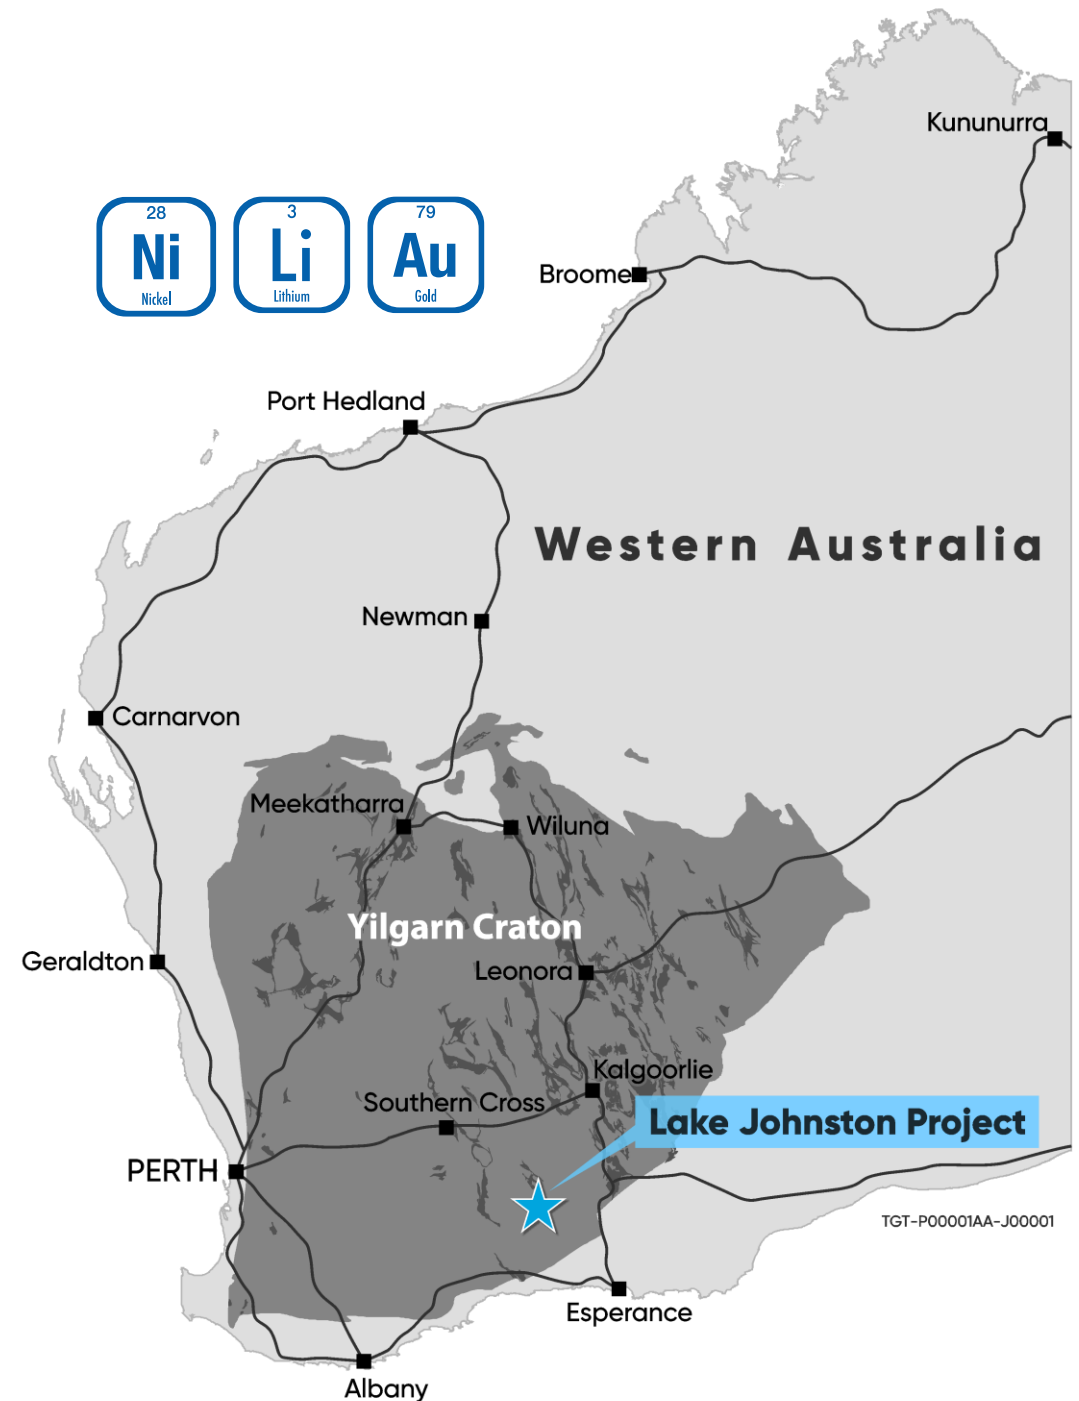 Kununurra
28
Ni
Nickel
3
Li
Lithium
79
Au
Gold
Broome
Port Hedland
Western Australia
Newman
Carnarvon
Meekatharra
Wiluna
Yilgarn Craton
Geraldton
Leonora
Kalgoorlie
Southern Cross
Lake Johnston Project
PERTH
TGT-P00001AA-J00001
Esperance
Albany